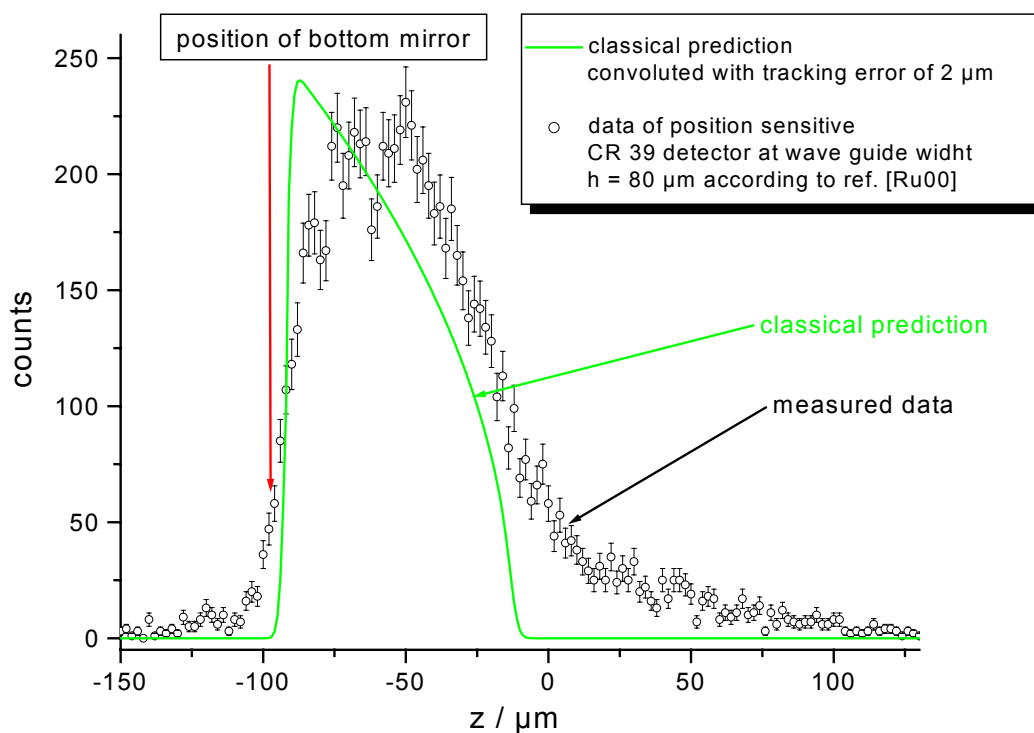 position of bottom mirror
classical prediction
convoluted with tracking error of 2 µm
data of position sensitive
CR 39 detector at wave guide widht
h = 80 µm according to ref. [Ru00]
classical prediction
measured data
counts
250
200
150
100
50
0
-150
-100
-50
0
50
100
z / µm